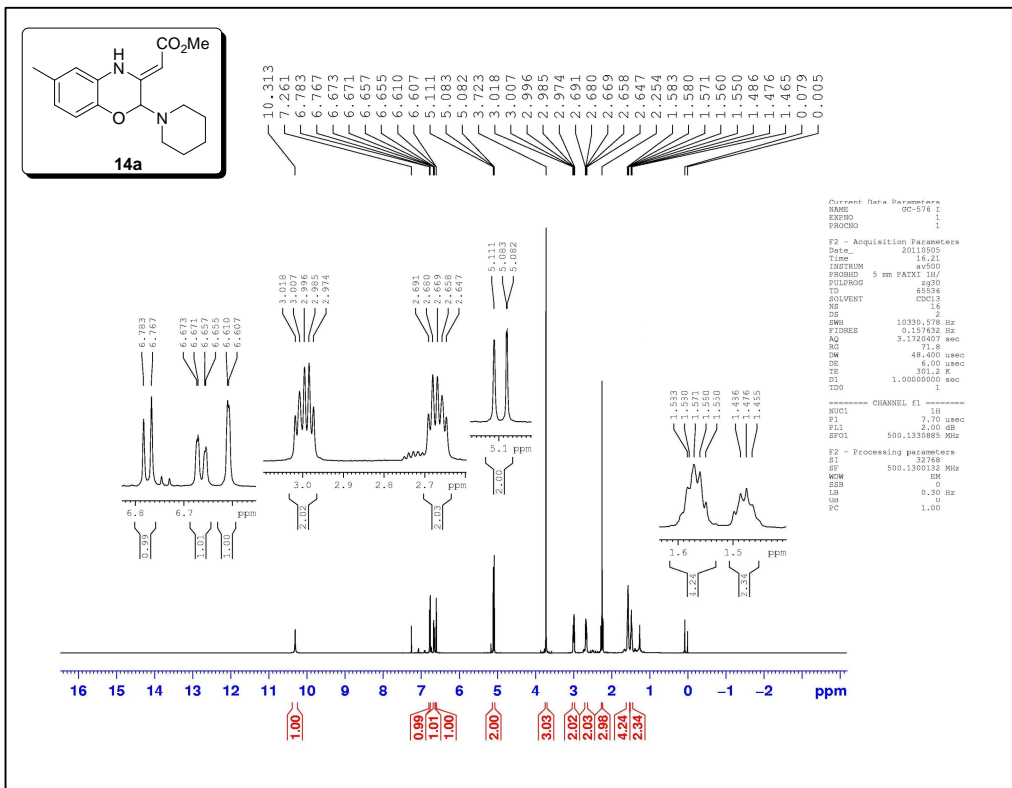 CO2Me
H
N
O
N
14a
10.313
7.261
6.783
6.767
6.673
6.671
6.657
6.655
6.610
6.607
5.111
5.083
5.082
3.723
3.018
3.007
2.996
2.985
2.974
2.691
2.680
2.669
2.658
2.647
2.254
1.583
1.580
1.571
1.560
1.550
1.486
1.476
1.465
0.079
0.005
Current Data Parameters
NAME GC-576 I
EXPNO 1
PROCNO 1
F2 - Acquisition Parameters
Date_ 20110505
Time 16.21
INSTRUM av500
PROBHD 5 mm PATXI 1H/
PULPROG zg30
TD 65536
SOLVENT CDCl3
NS 16
DS 2
SWH 10330.578 Hz
FIDRES 0.157632 Hz
AQ 3.1720407 sec
RG 71.8
DW 48.400 usec
DE 6.00 usec
TE 301.2 K
D1 1.00000000 sec
TD0 1
======== CHANNEL f1 ========
NUC1 1H
P1 7.70 usec
PL1 2.00 dB
SFO1 500.1330885 MHz
F2 - Processing parameters
SI 32768
SF 500.1300132 MHz
WDW EM
SSB 0
LB 0.30 Hz
GB 0
PC 1.00
6.783
6.767
6.673
6.671
6.657
6.655
6.610
6.607
6.8 6.7 ppm
0.99 1.01 1.00
3.018
3.007
2.996
2.985
2.974
2.691
2.680
2.669
2.658
2.647
3.0 2.9 2.8 2.7 ppm
2.02 2.03
5.111
5.083
5.082
5.1 ppm
2.00
1.571
1.476
1.6 1.5 ppm
4.24 2.34
16 15 14 13 12 11 10 9 8 7 6 5 4 3 2 1 0 -1 -2 ppm
1.00 0.99 1.01 1.00 2.00 3.03 2.02 2.03 2.98 4.24 2.34